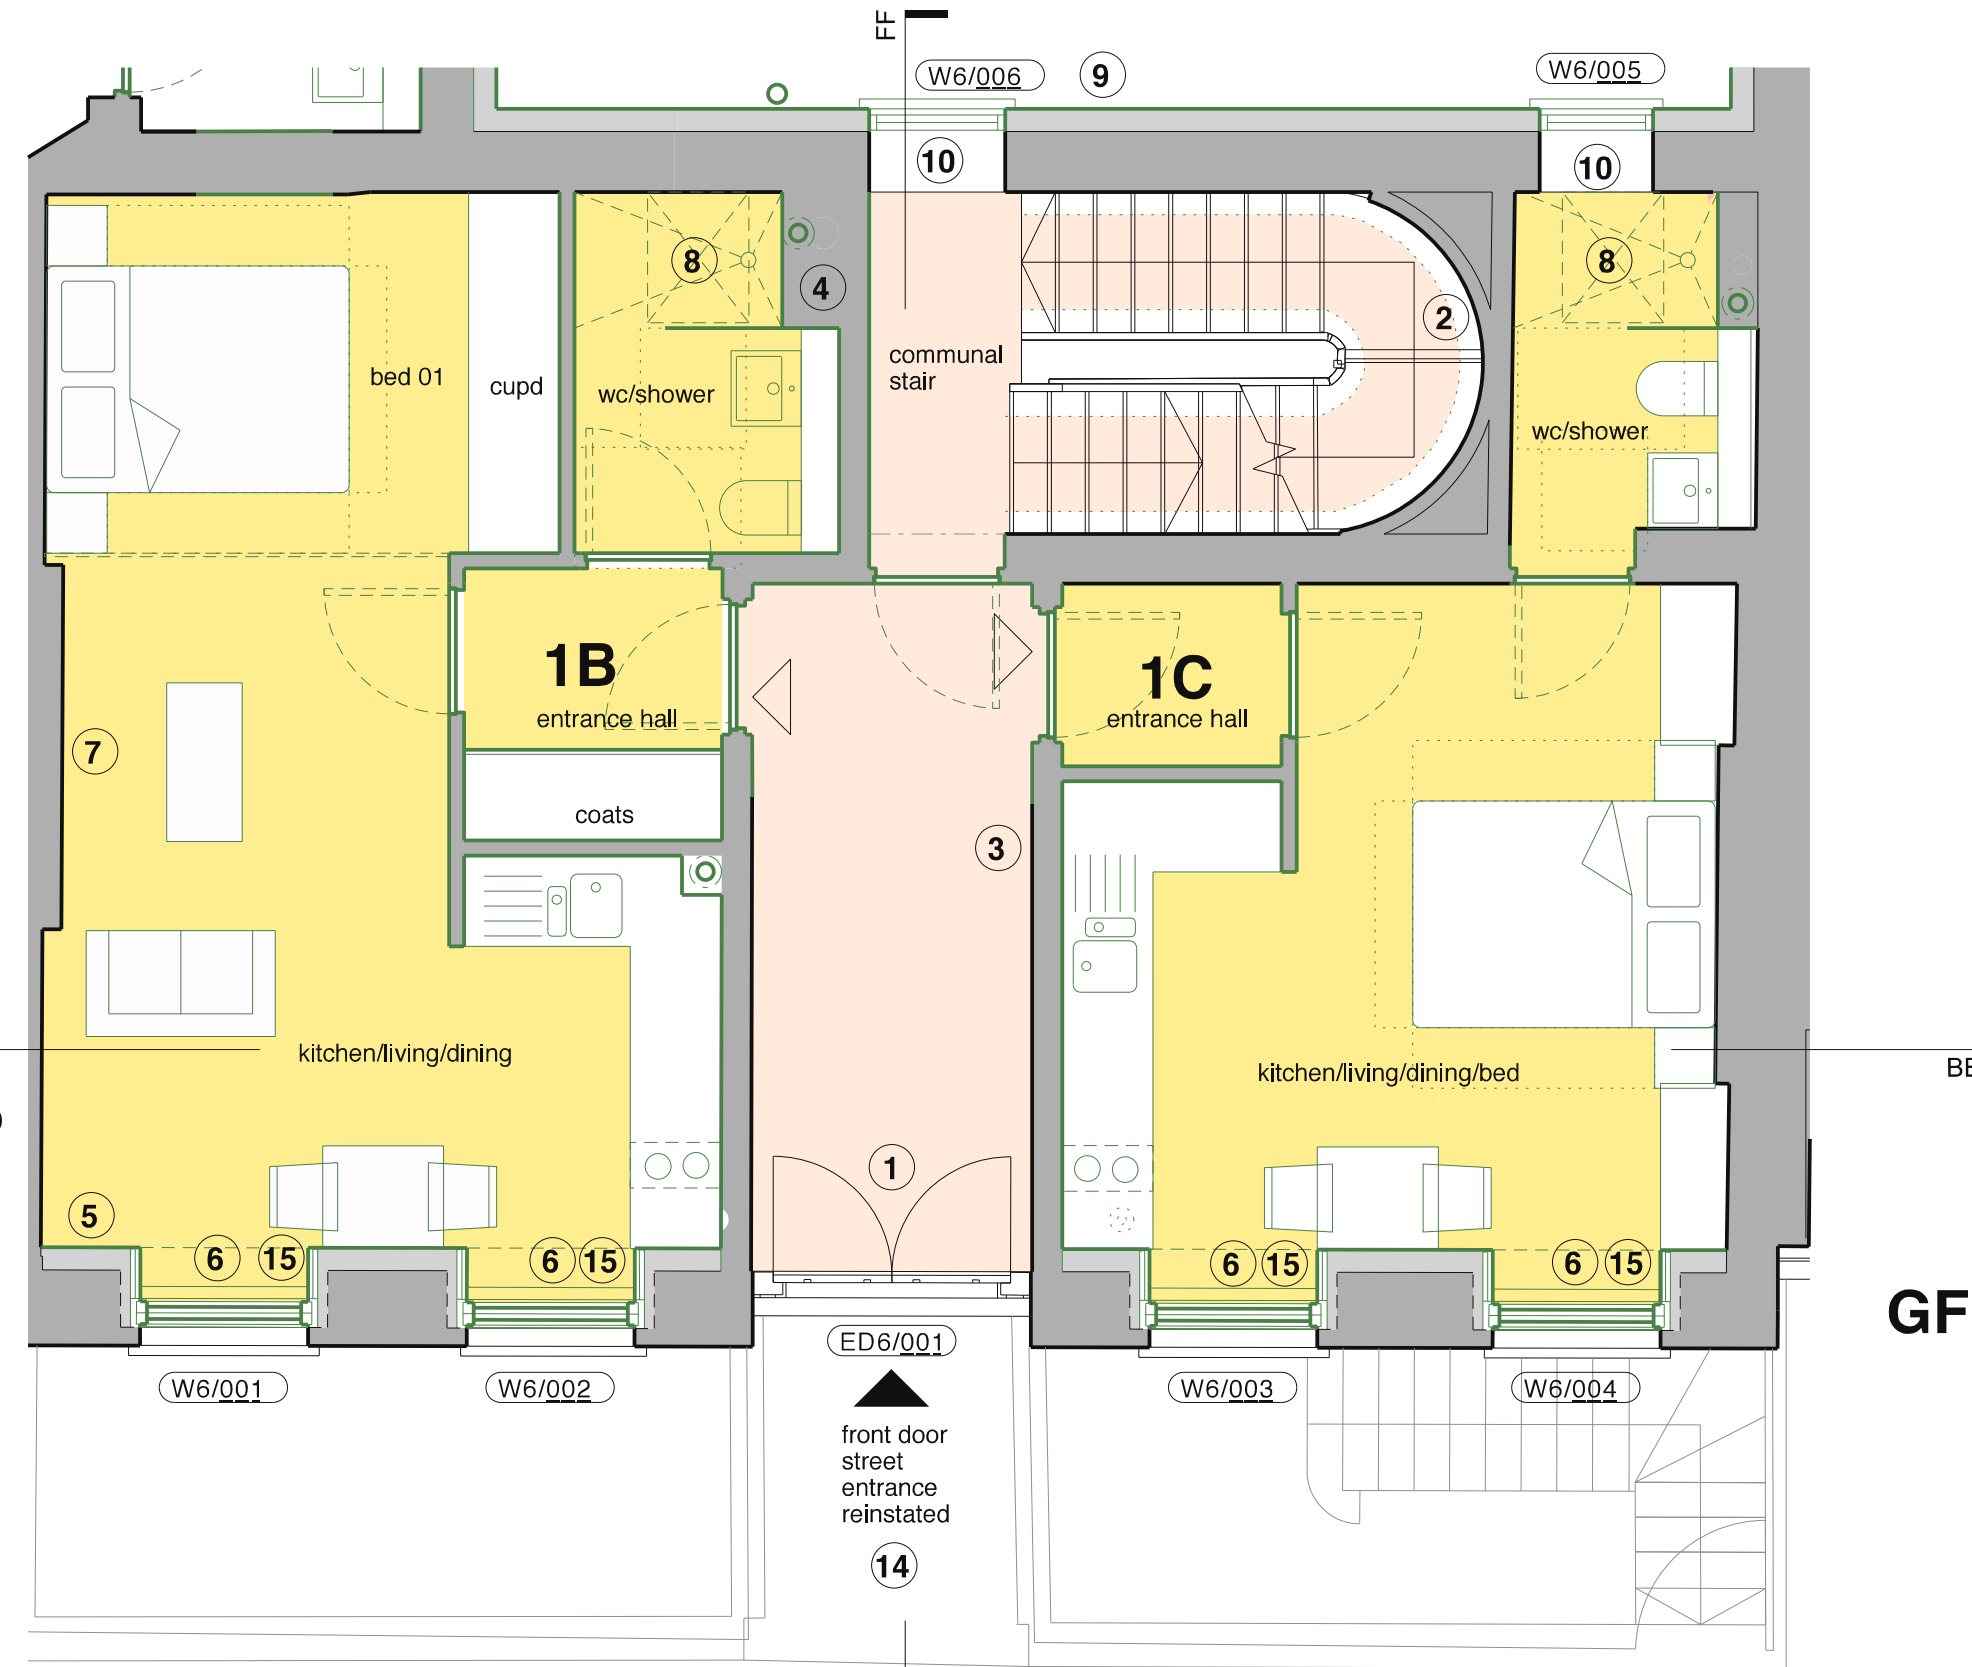 FF
W6/006
9
W6/005
10
10
8
8
4
2
communal
stair
bed 01
cupd
wc/shower
wc/shower
1B
entrance hall
1C
entrance hall
7
coats
3
kitchen/living/dining
kitchen/living/dining/bed
1
5
6
15
6
15
6
15
6
15
GF
ED6/001
W6/001
W6/002
W6/003
W6/004
front door
street
entrance
reinstated
14